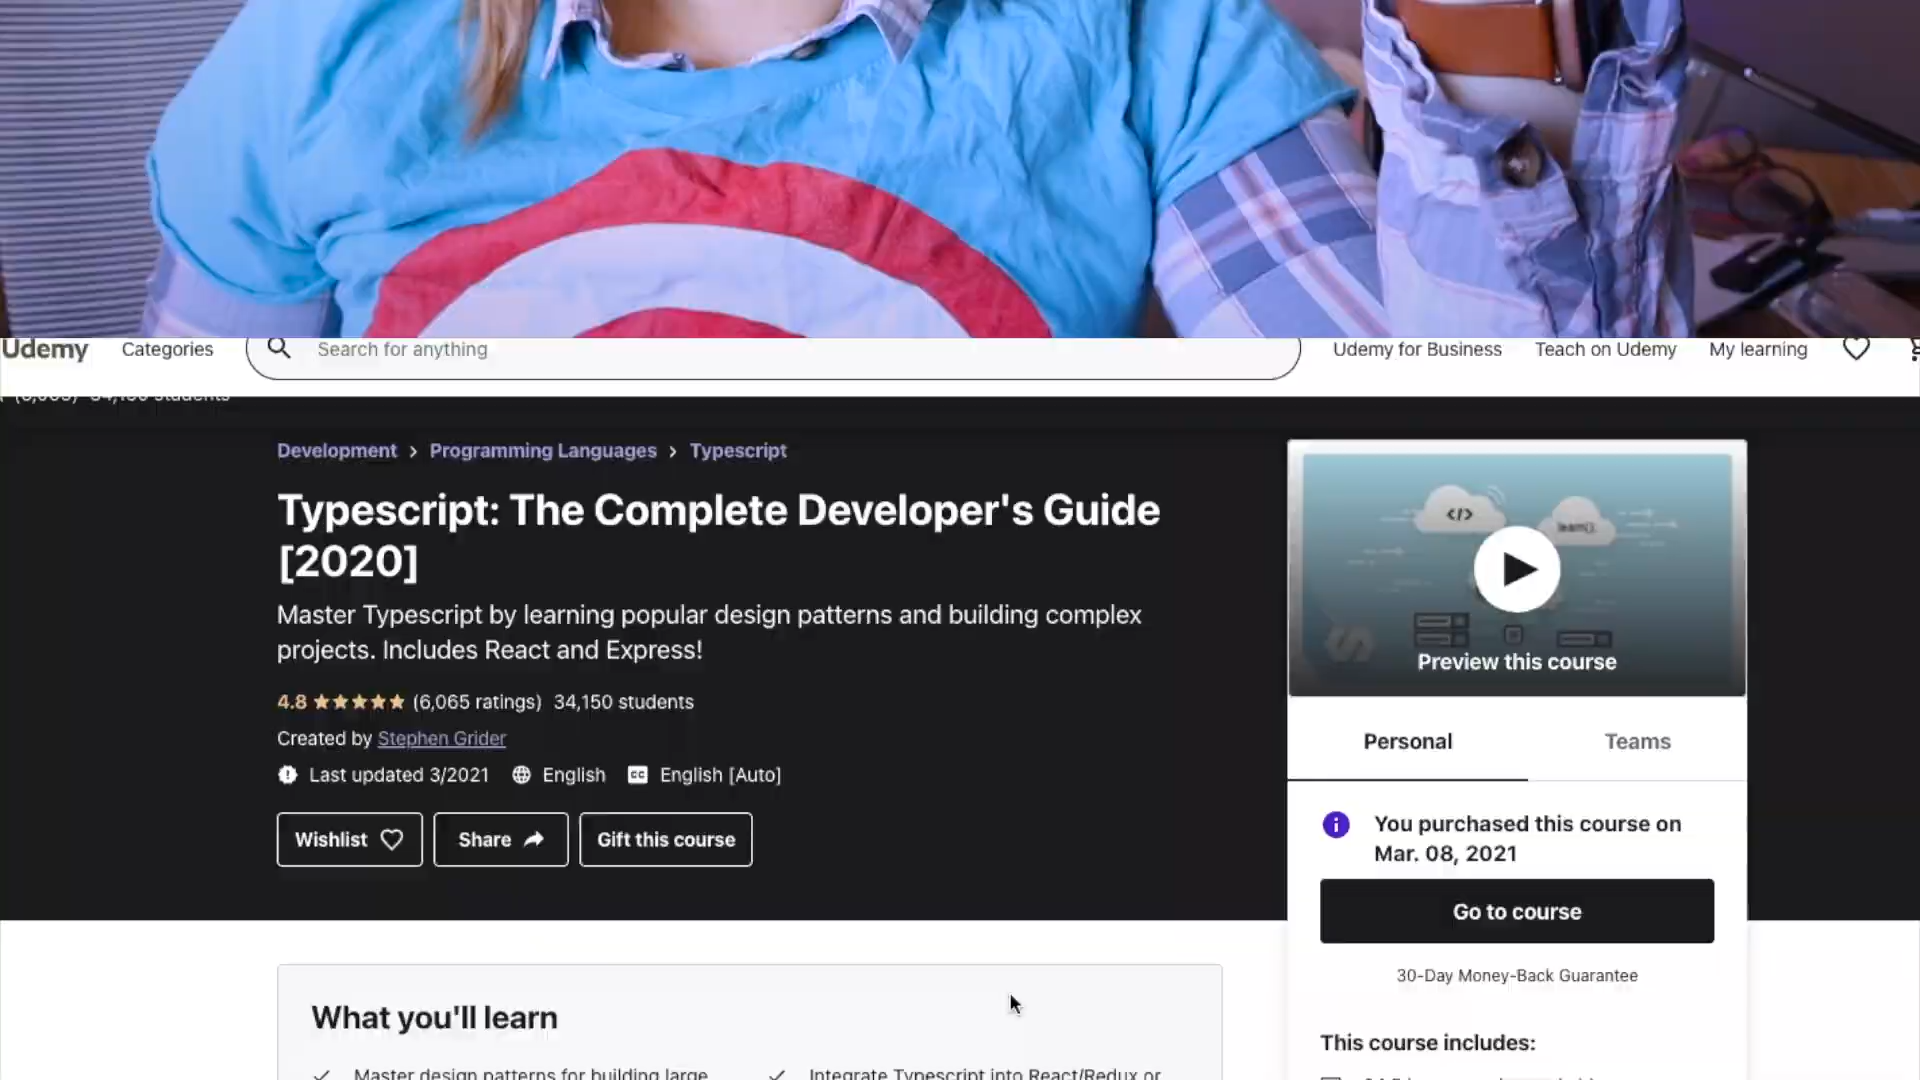 Udemy Categories Search for anything Udemy for Business Teach on Udemy My learning
34,150 students
Development > Programming Languages > Typescript
Typescript: The Complete Developer's Guide
[2020]
Master Typescript by learning popular design patterns and building complex
projects. Includes React and Express!
4.8 (6,065 ratings) 34,150 students
Created by Stephen Grider
Last updated 3/2021 English CC English [Auto]
Wishlist Share Gift this course
What you'll learn
Master design patterns for building large
Integrate Typescript into React/Redux or
</>
learn();
Preview this course
Personal Teams
You purchased this course on
Mar. 08, 2021
Go to course
30-Day Money-Back Guarantee
This course includes: